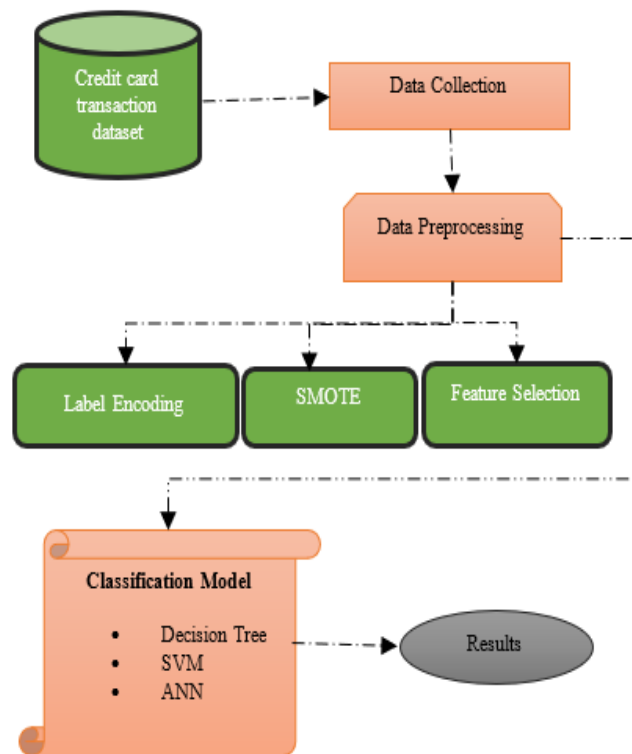 Credit card
transaction
dataset
Data Collection
Data Preprocessing
Label Encoding
SMOTE
Feature Selection
Classification Model
• Decision Tree
• SVM
• ANN
Results